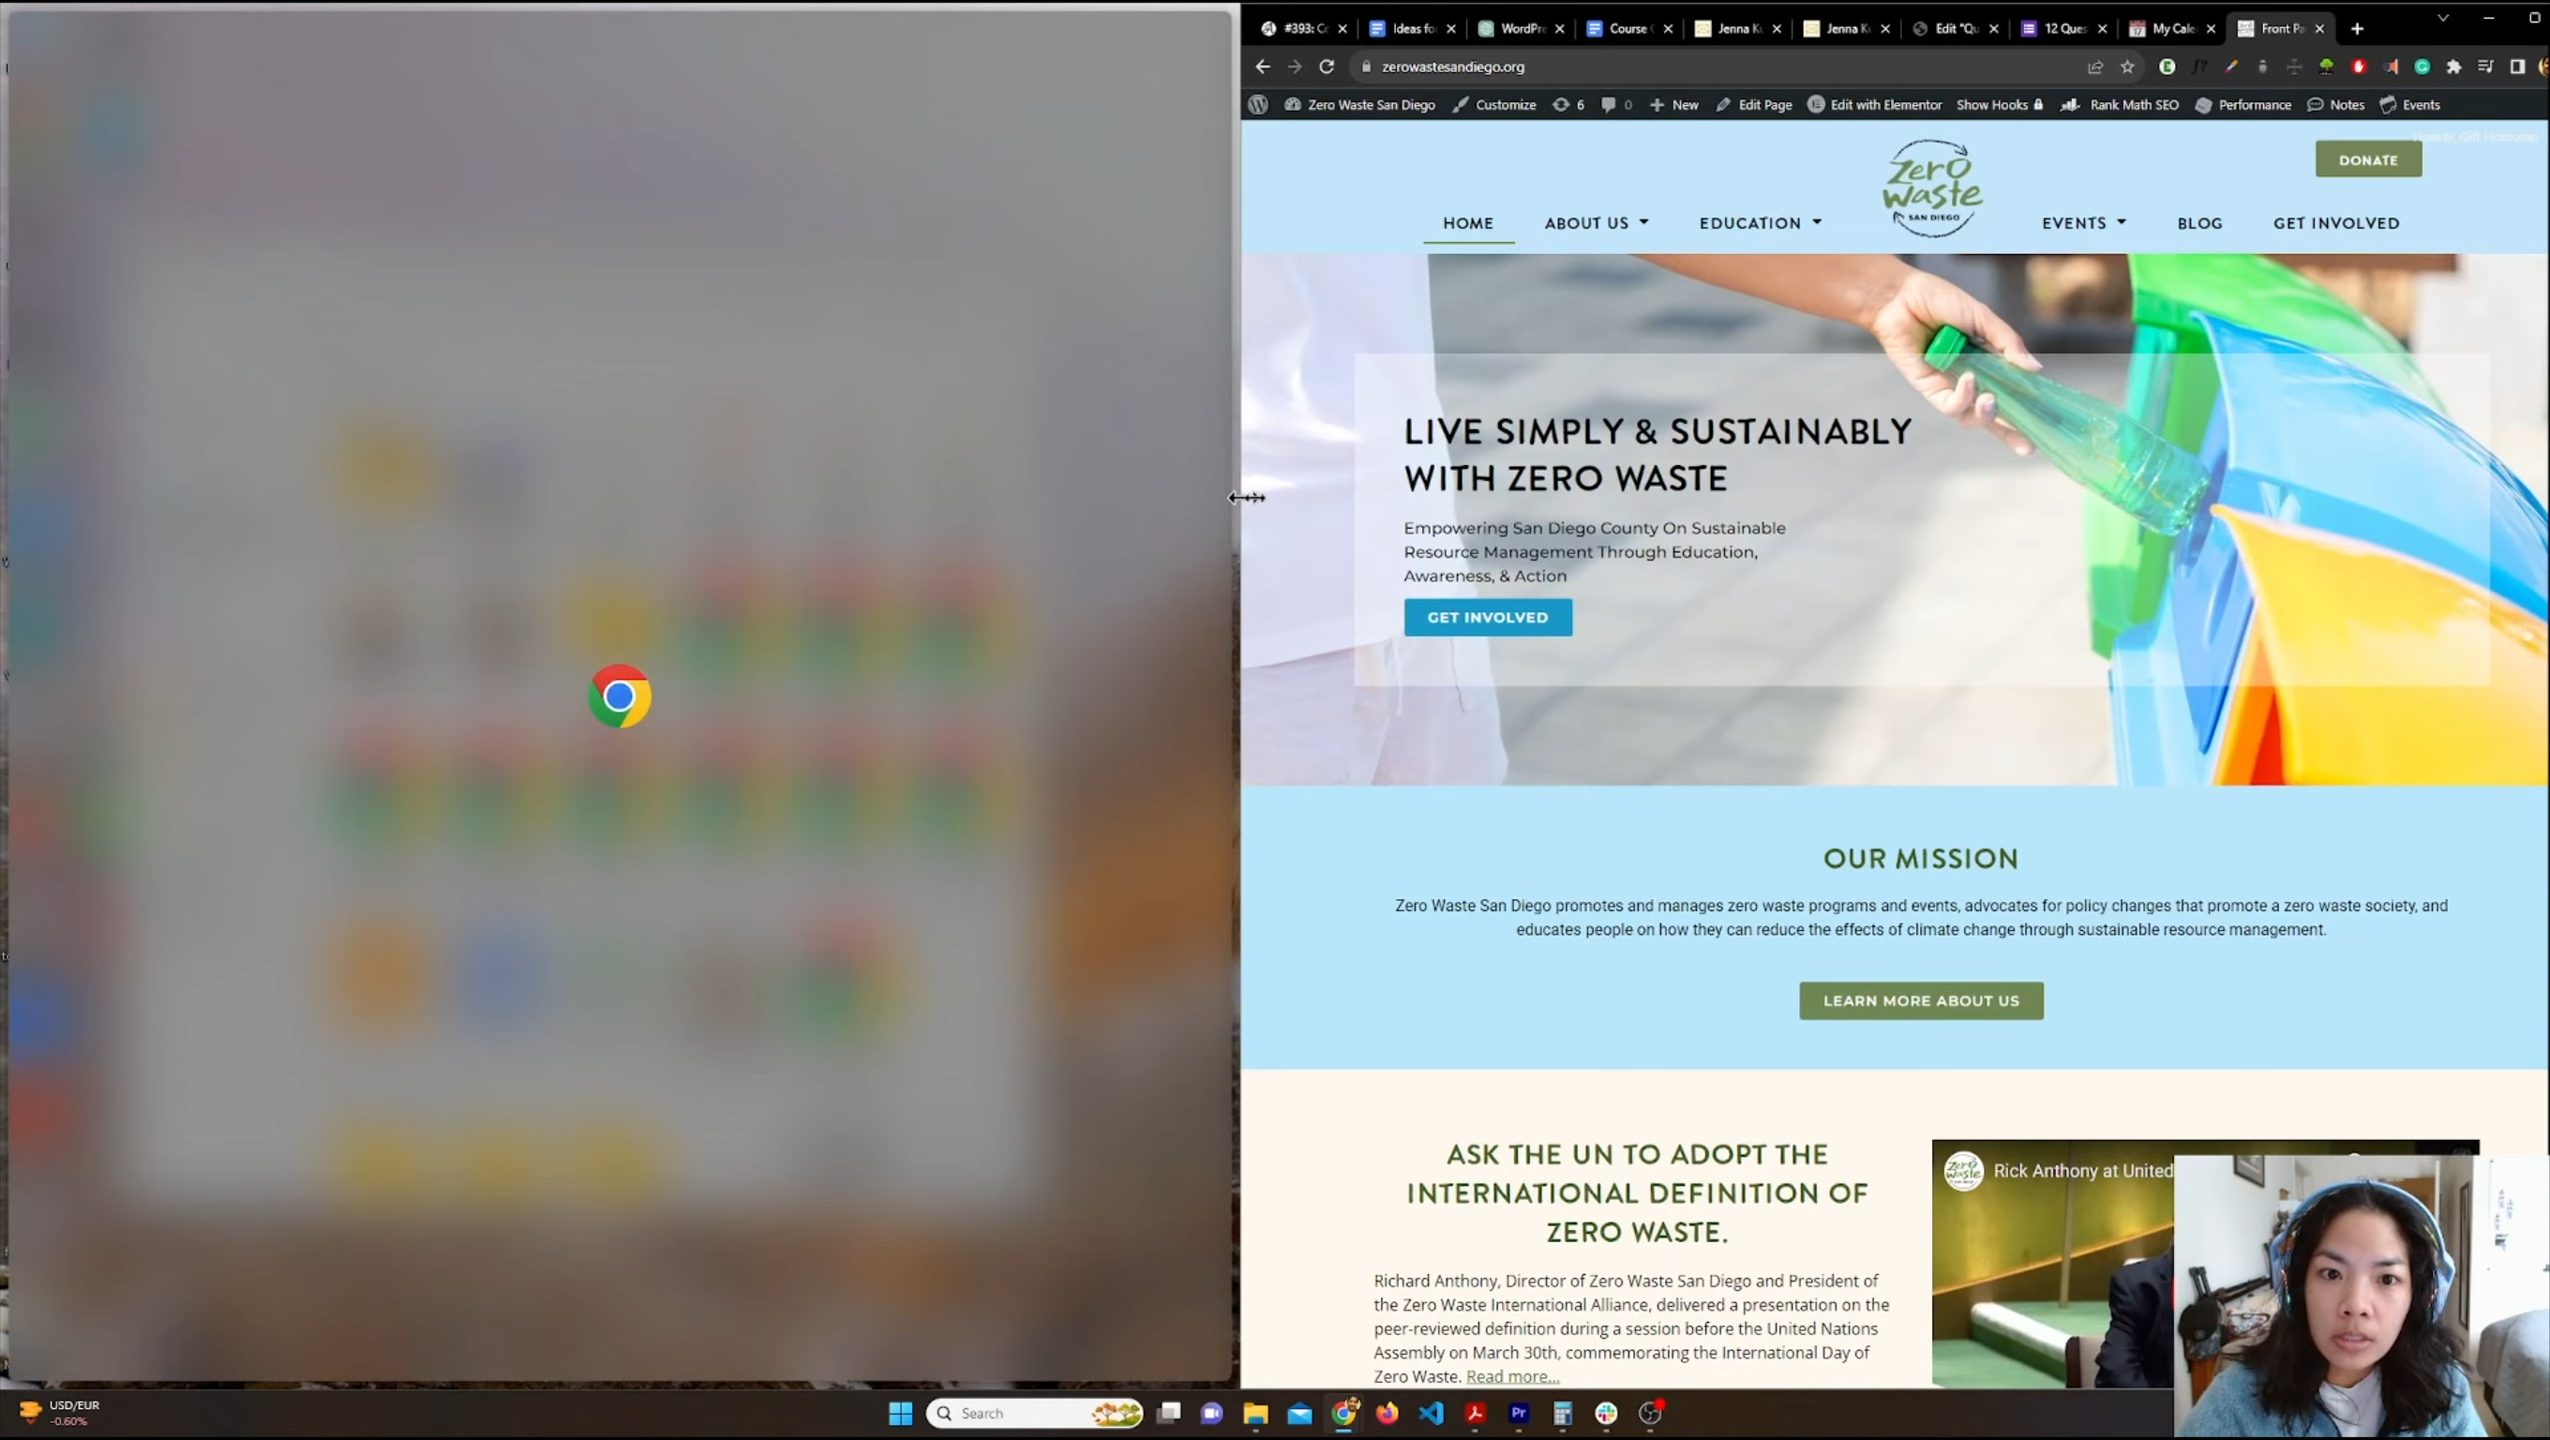 #393: Co
Ideas fo
WordPre
Course
Jenna K
Jenna K
Edit "Qu
12 Ques
My Cale
Front Pa
zerowastesandiego.org
Zero Waste San Diego
Customize
6
0
New
Edit Page
Edit with Elementor
Show Hooks
Rank Math SEO
Performance
Notes
Events
DONATE
zero
waste
SAN DIEGO
HOME
ABOUT US
EDUCATION
EVENTS
BLOG
GET INVOLVED
LIVE SIMPLY & SUSTAINABLY
WITH ZERO WASTE
Empowering San Diego County On Sustainable
Resource Management Through Education,
Awareness, & Action
GET INVOLVED
OUR MISSION
Zero Waste San Diego promotes and manages zero waste programs and events, advocates for policy changes that promote a zero waste society, and
educates people on how they can reduce the effects of climate change through sustainable resource management.
LEARN MORE ABOUT US
ASK THE UN TO ADOPT THE
INTERNATIONAL DEFINITION OF
ZERO WASTE.
Richard Anthony, Director of Zero Waste San Diego and President of
the Zero Waste International Alliance, delivered a presentation on the
peer-reviewed definition during a session before the United Nations
Assembly on March 30th, commemorating the International Day of
Zero Waste. Read more...
zero
waste
Rick Anthony at United
USD/EUR
-0.60%
Search
Pr